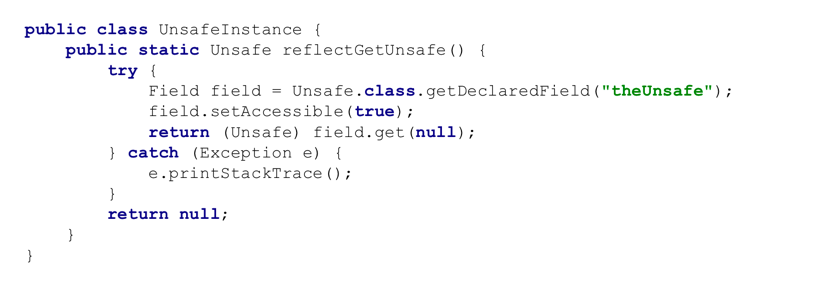 public class UnsafeInstance {
    public static Unsafe reflectGetUnsafe() {
        try {
            Field field = Unsafe.class.getDeclaredField("theUnsafe");
            field.setAccessible(true);
            return (Unsafe) field.get(null);
        } catch (Exception e) {
            e.printStackTrace();
        }
        return null;
    }
}